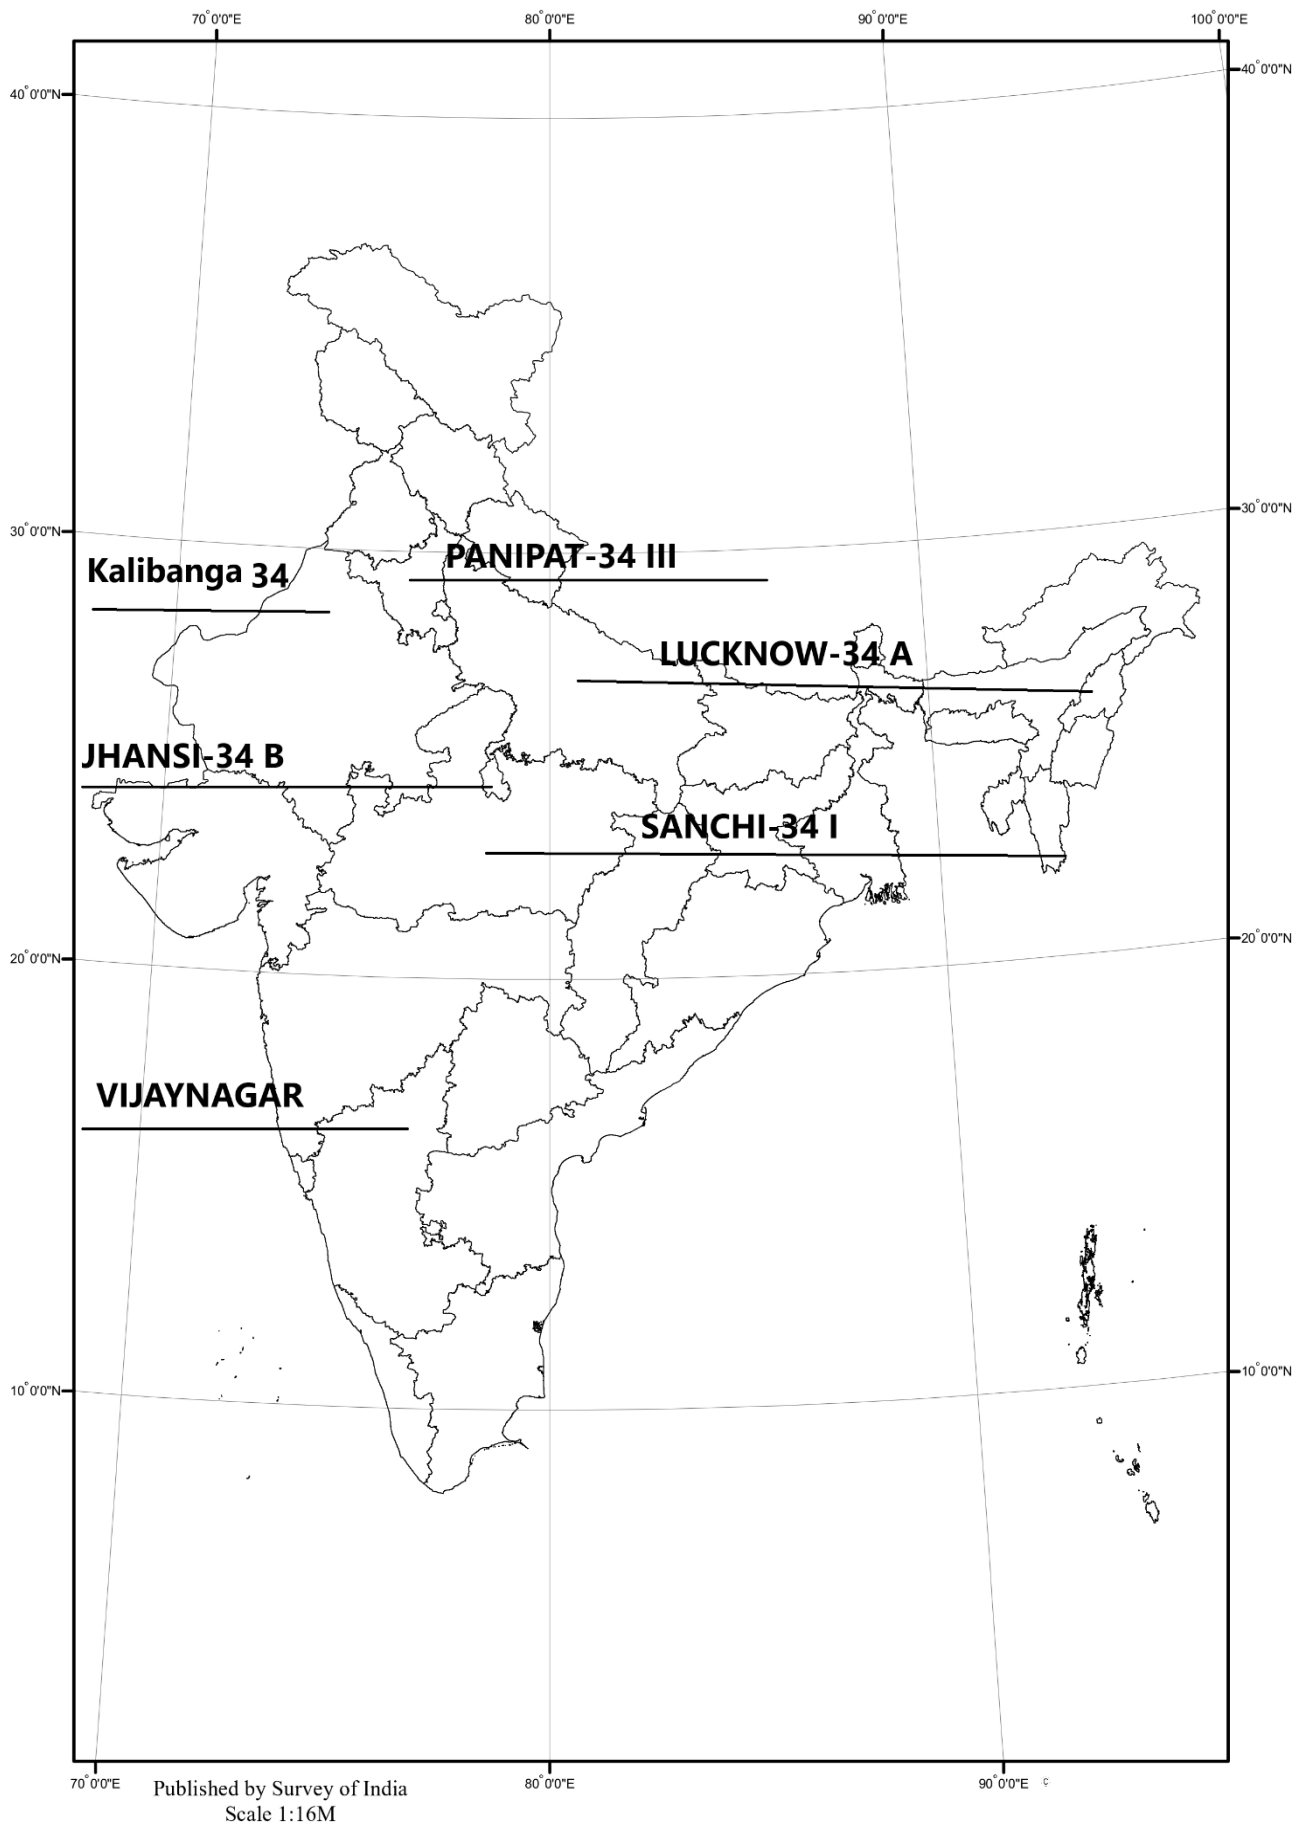 70°0'0"E 80°0'0"E 90°0'0"E 100°0'0"E
40°0'0"N 40°0'0"N
30°0'0"N 30°0'0"N
PANIPAT-34 III
Kalibanga 34
LUCKNOW-34 A
JHANSI-34 B
SANCHI-34 I
20°0'0"N 20°0'0"N
VIJAYNAGAR
10°0'0"N 10°0'0"N
70°0'0"E 80°0'0"E 90°0'0"E
Published by Survey of India
Scale 1:16M